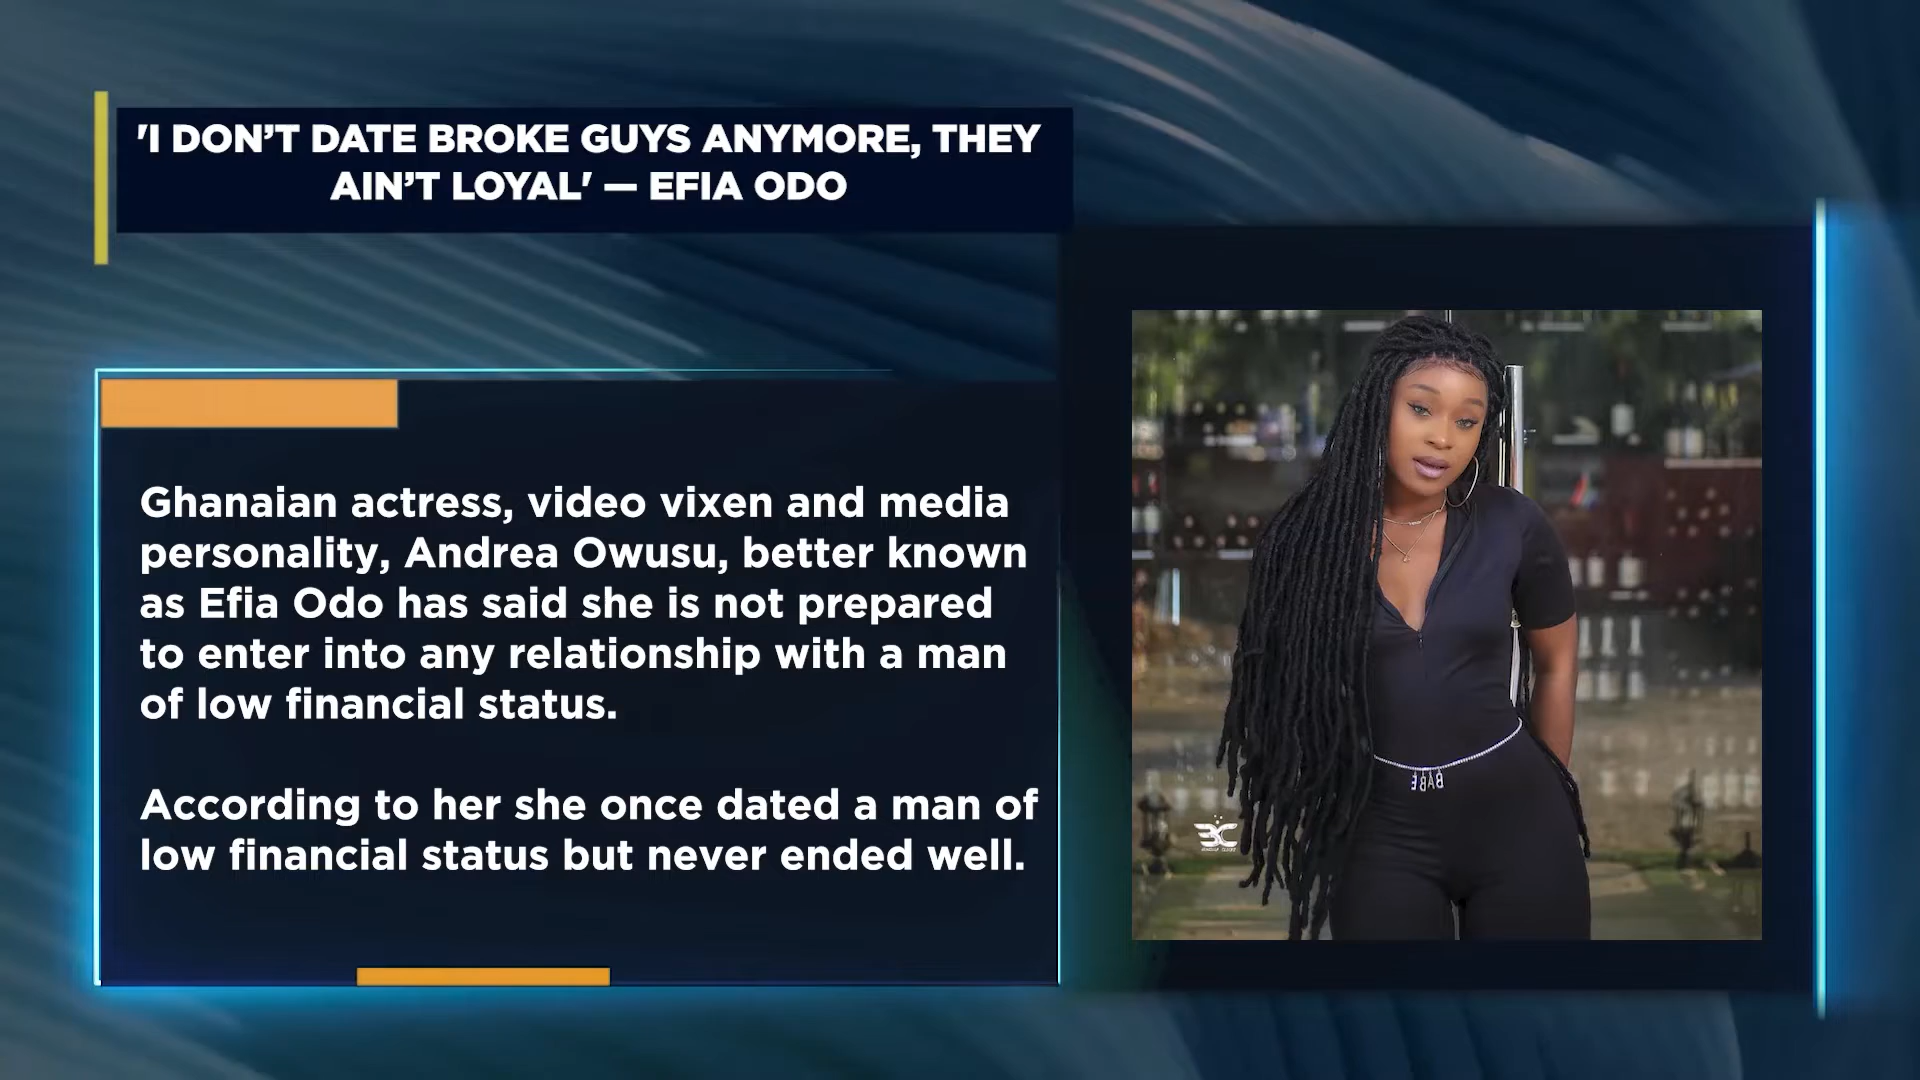 'I DON’T DATE BROKE GUYS ANYMORE, THEY
AIN’T LOYAL' — EFIA ODO
Ghanaian actress, video vixen and media
personality, Andrea Owusu, better known
as Efia Odo has said she is not prepared
to enter into any relationship with a man
of low financial status.
According to her she once dated a man of
low financial status but never ended well.
BABE